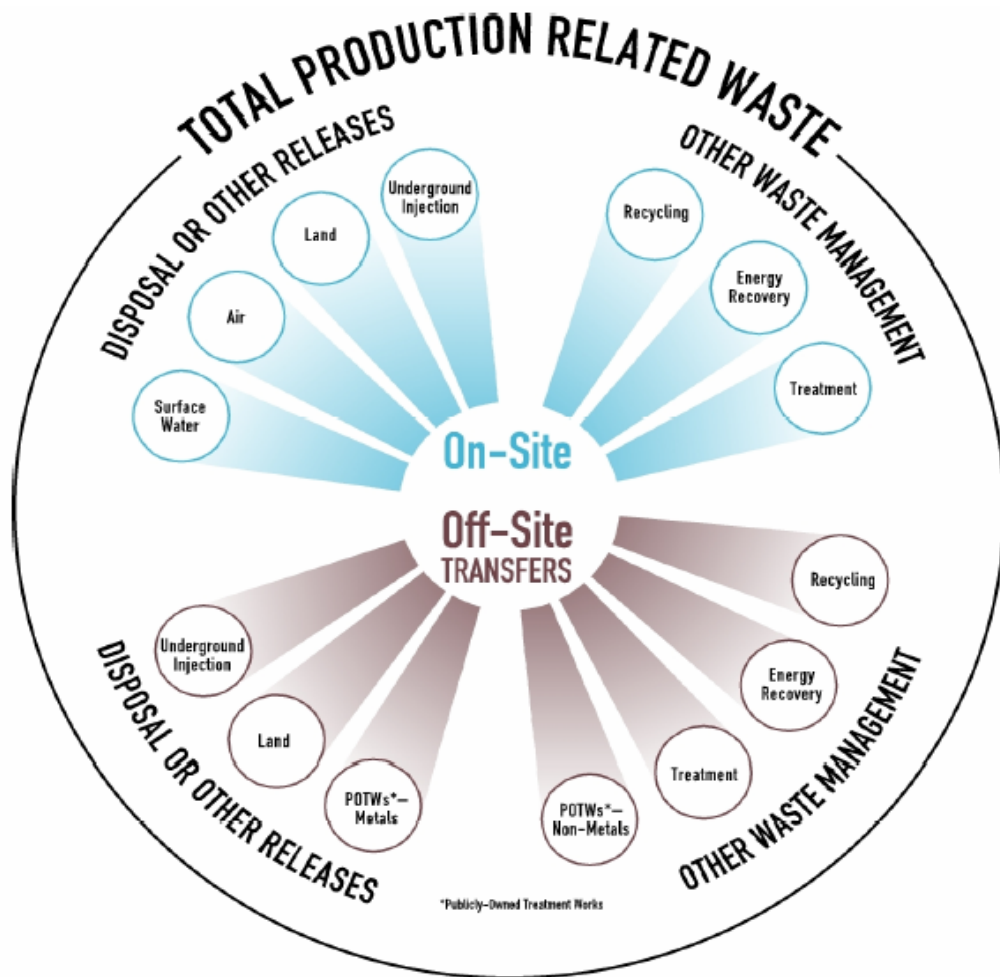 TOTAL PRODUCTION RELATED WASTE
DISPOSAL OR OTHER RELEASES
OTHER WASTE MANAGEMENT
Underground
Injection
Land
Air
Surface
Water
Recycling
Energy
Recovery
Treatment
On-Site
Off-Site
TRANSFERS
Underground
Injection
Land
POTWs*—
Metals
POTWs*—
Non-Metals
Treatment
Energy
Recovery
Recycling
DISPOSAL OR OTHER RELEASES
OTHER WASTE MANAGEMENT
*Publicly-Owned Treatment Works